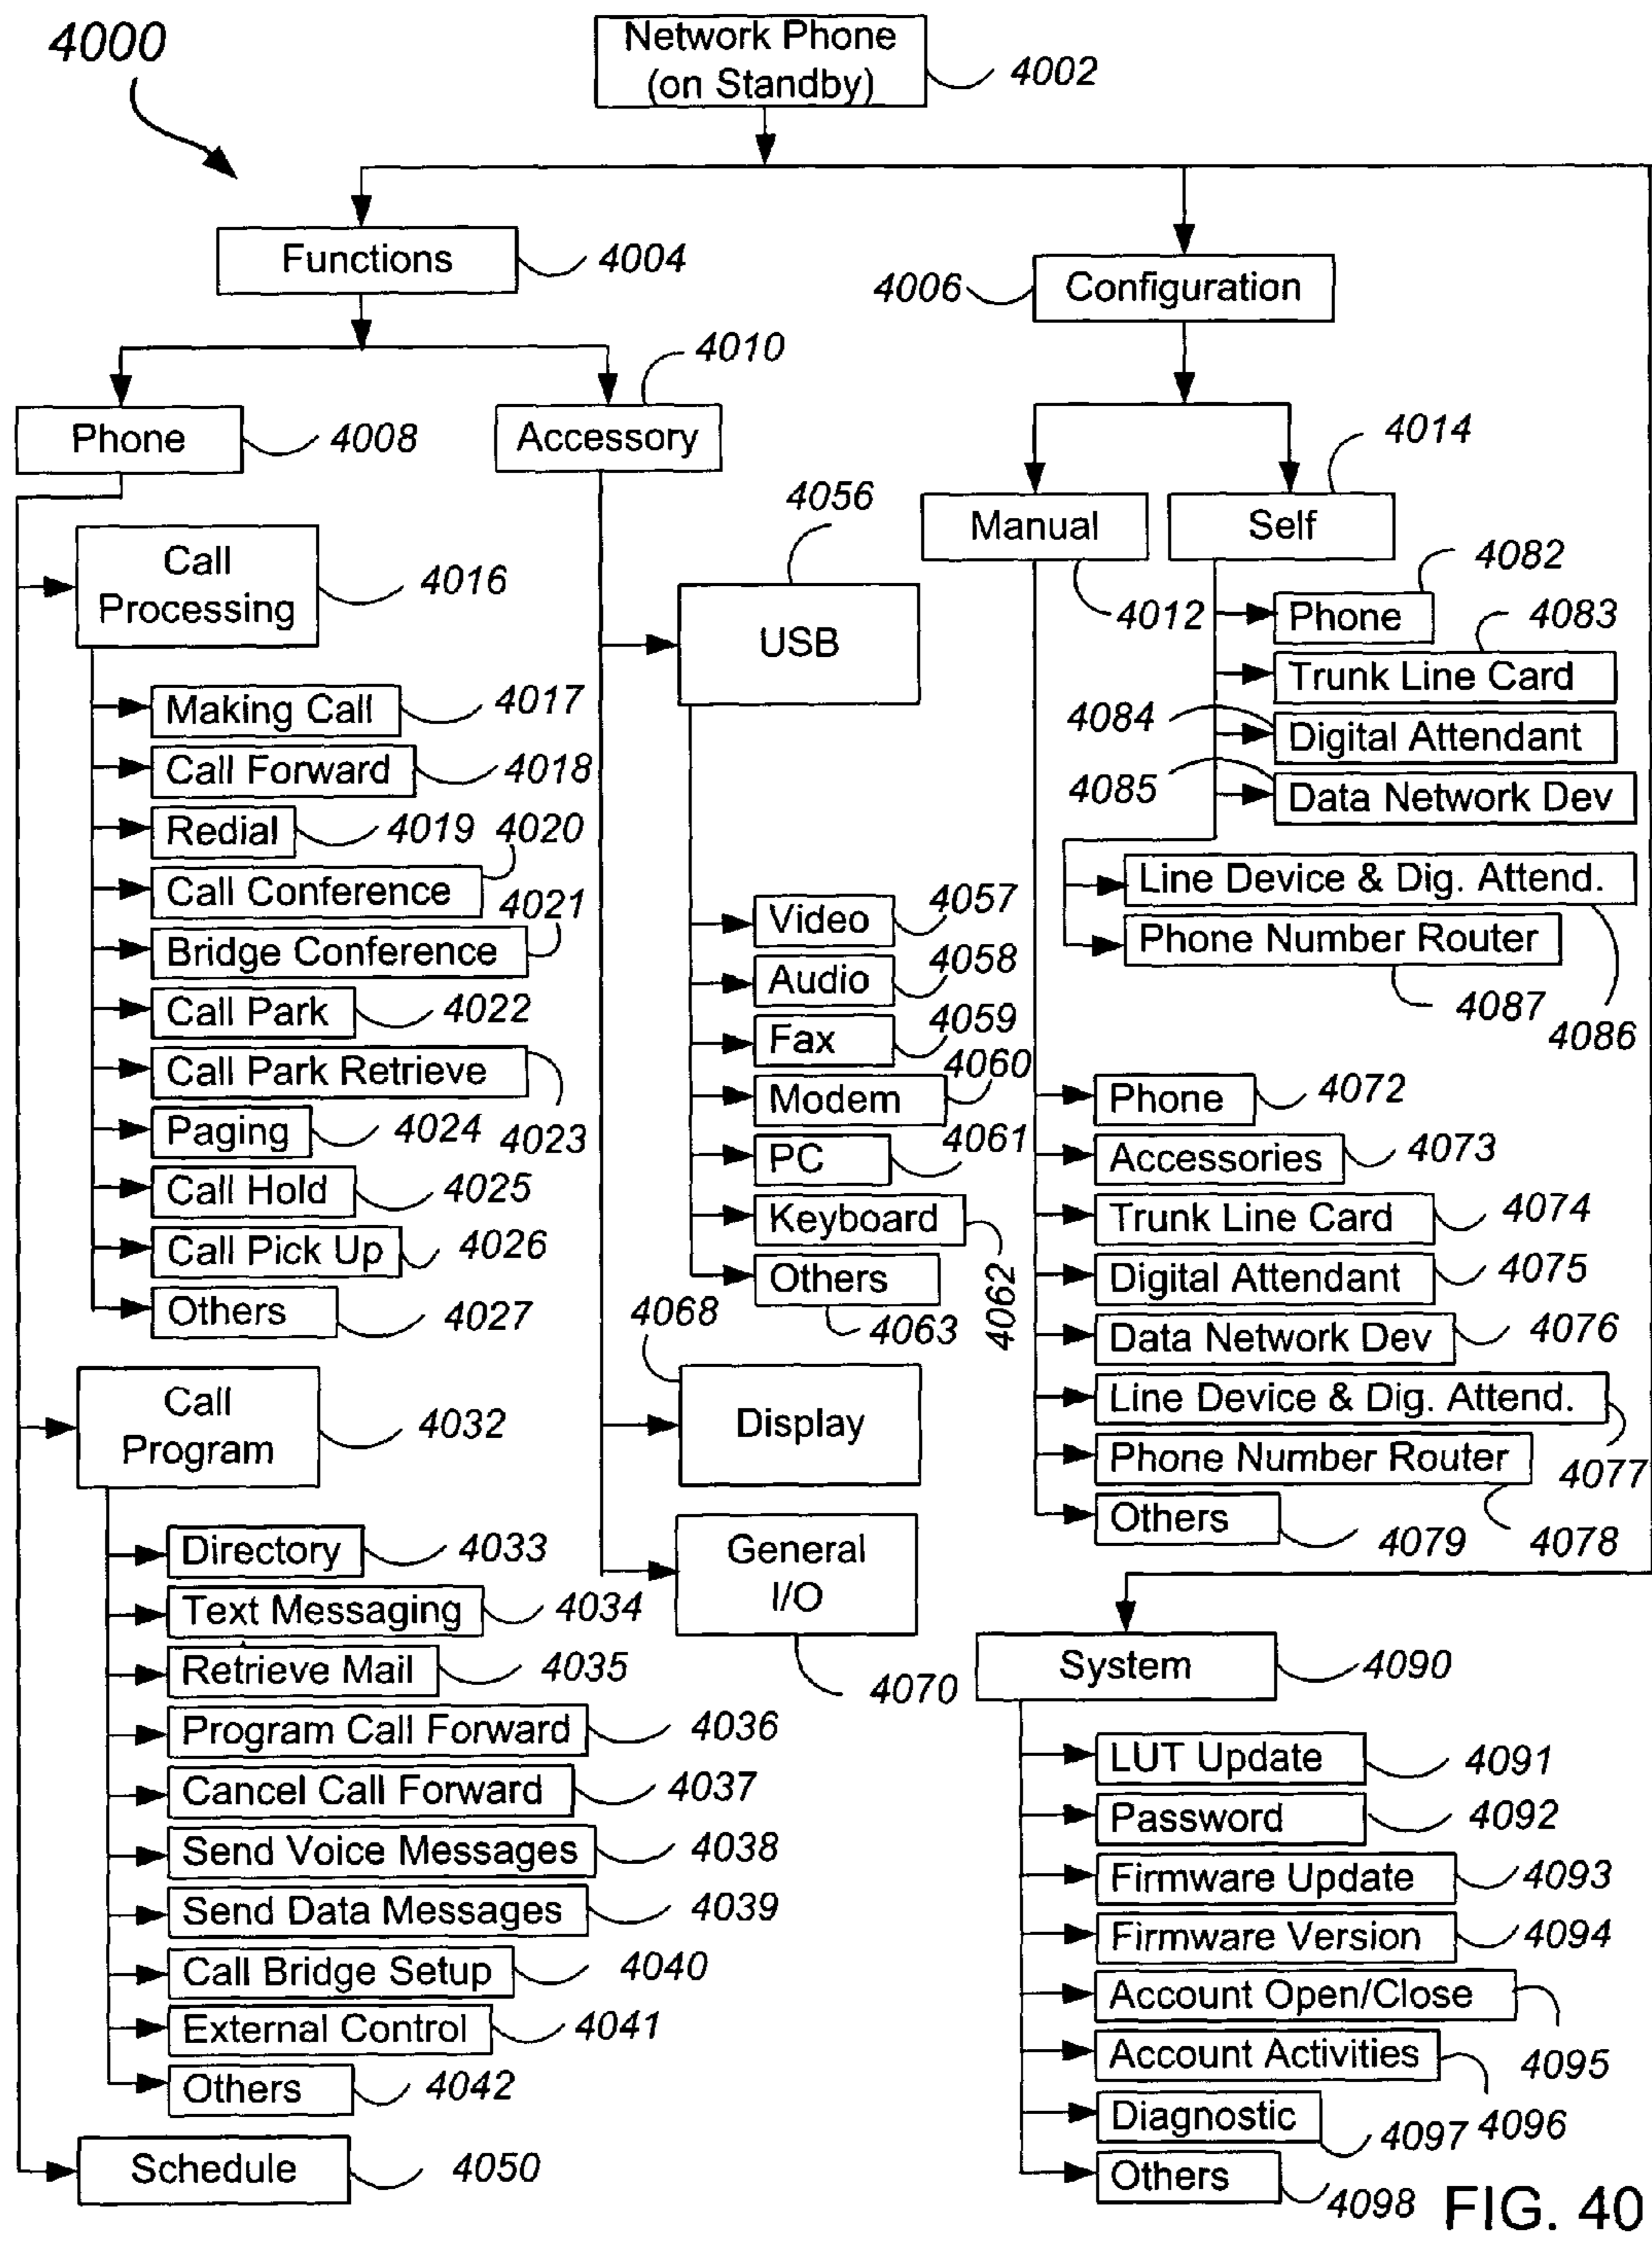 4000
Network Phone
(on Standby)
4002
Functions
4004
4006
Configuration
4010
Phone
4008
Accessory
4014
Manual
Self
4012
4056
Call
Processing
4016
USB
4082
Phone
4083
Trunk Line Card
4084
Digital Attendant
4085
Data Network Dev
Line Device & Dig. Attend.
Phone Number Router
4087
4086
Making Call
4017
Call Forward
4018
Redial
4019
4020
Call Conference
4021
Bridge Conference
Call Park
4022
Call Park Retrieve
Paging
4024
4023
Call Hold
4025
Call Pick Up
4026
Others
4027
Video
4057
Audio
4058
Fax
4059
Modem
4060
PC
4061
Keyboard
4062
Others
4063
Phone
4072
Accessories
4073
Trunk Line Card
4074
Digital Attendant
4075
Data Network Dev
4076
Line Device & Dig. Attend.
4077
Phone Number Router
4078
Others
4079
4068
Display
General
I/O
4070
Call
Program
4032
Directory
4033
Text Messaging
4034
Retrieve Mail
4035
Program Call Forward
4036
Cancel Call Forward
4037
Send Voice Messages
4038
Send Data Messages
4039
Call Bridge Setup
4040
External Control
4041
Others
4042
Schedule
4050
System
4090
LUT Update
4091
Password
4092
Firmware Update
4093
Firmware Version
4094
Account Open/Close
4095
Account Activities
4096
Diagnostic
4097
Others
4098
FIG. 40